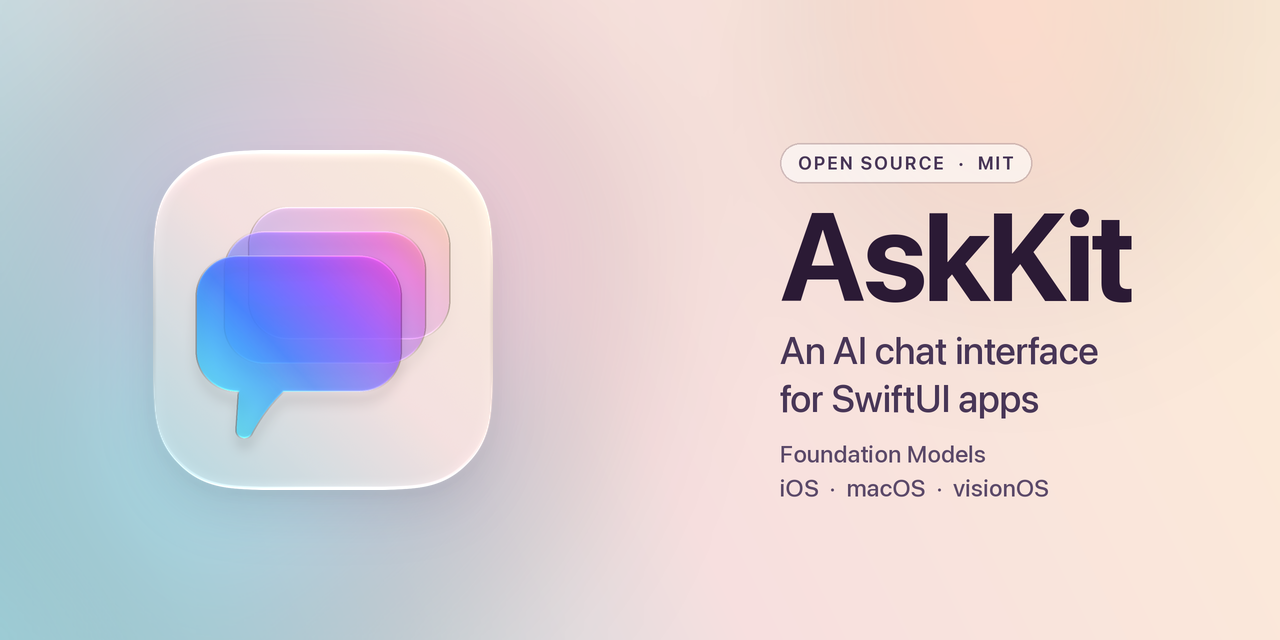 OPEN SOURCE · MIT
AskKit
An AI chat interface
for SwiftUI apps
Foundation Models
iOS · macOS · visionOS